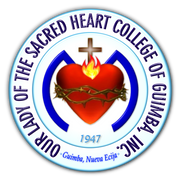 OUR LADY OF THE SACRED HEART COLLEGE OF GUIMBA, INC.
1947
Guimba, Nueva Ecija